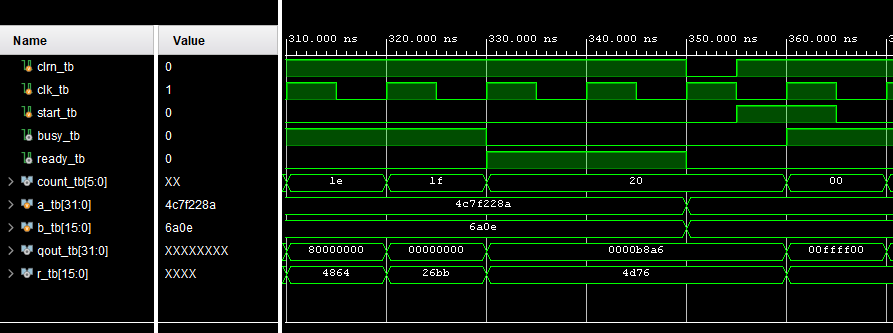 Name Value 310.000 ns 320.000 ns 330.000 ns 340.000 ns 350.000 ns 360.000 ns
clrn_tb 0
clk_tb 1
start_tb 0
busy_tb 0
ready_tb 0
count_tb[5:0] XX 1e 1f 20 00
a_tb[31:0] 4c7f228a 4c7f228a
b_tb[15:0] 6a0e 6a0e
qout_tb[31:0] XXXXXXXX 80000000 00000000 0000b8a6 00ffff00
r_tb[15:0] XXXX 4864 26bb 4d76